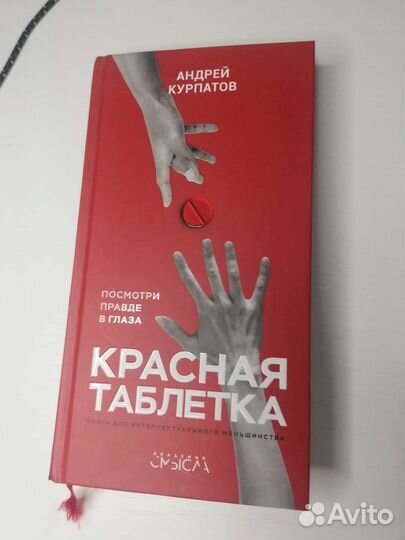 АНДРЕЙ
КУРПАТОВ
ПОСМОТРИ
ПРАВДЕ
В ГЛАЗА
КРАСНАЯ
ТАБЛЕТКА
КНИГА ДЛЯ ИНТЕЛЛЕКТУАЛЬНОГО МЕНЬШИНСТВА
АКАДЕМИЯ
СМЫСЛА
Avito